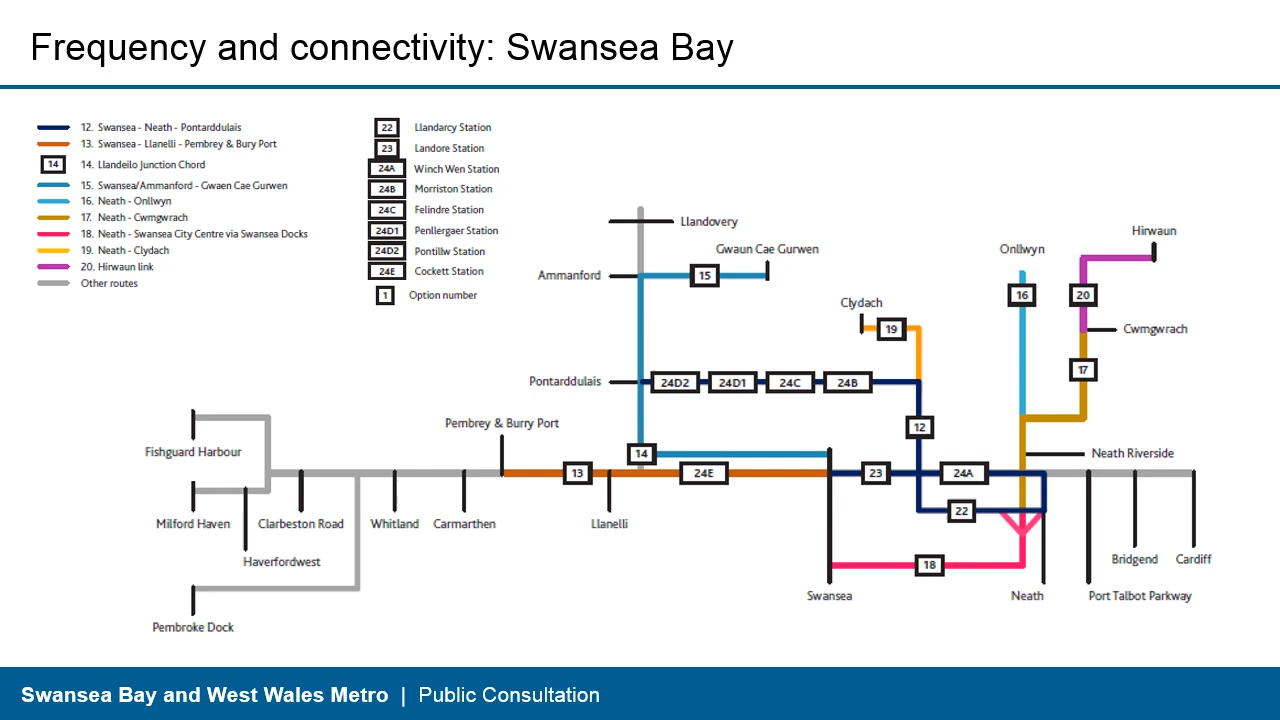 Frequency and connectivity: Swansea Bay
12. Swansea - Neath - Pontarddulais
13. Swansea - Llanelli - Pembrey & Bury Port
14 14. Llandeilo Junction Chord
15. Swansea/Ammanford - Gwaen Cae Gurwen
16. Neath - Onllwyn
17. Neath - Cwmgwrach
18. Neath - Swansea City Centre via Swansea Docks
19. Neath - Clydach
20. Hirwaun link
Other routes
22 Llandarcy Station
23 Landore Station
24A Winch Wen Station
24B Morriston Station
24C Felindre Station
24D1 Penllergaer Station
24D2 Pontillw Station
24E Cockett Station
1 Option number
Llandovery
Gwaun Cae Gurwen
Ammanford
15
Onllwyn
Hirwaun
16
20
Clydach
19
Cwmgwrach
17
Pontarddulais
24D2
24D1
24C
24B
12
Pembrey & Burry Port
Fishguard Harbour
14
Neath Riverside
13
24E
23
24A
22
Milford Haven
Clarbeston Road
Whitland
Carmarthen
Llanelli
Haverfordwest
18
Bridgend
Cardiff
Swansea
Neath
Port Talbot Parkway
Pembroke Dock
Swansea Bay and West Wales Metro | Public Consultation